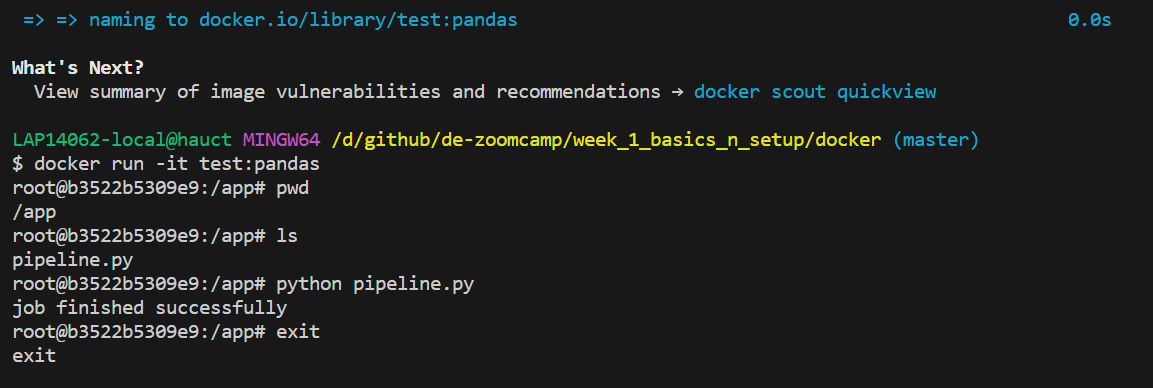 => => naming to docker.io/library/test:pandas 0.0s
What's Next?
View summary of image vulnerabilities and recommendations → docker scout quickview
LAP14062-local@hauct MINGW64 /d/github/de-zoomcamp/week_1_basics_n_setup/docker (master)
$ docker run -it test:pandas
root@b3522b5309e9:/app# pwd
/app
root@b3522b5309e9:/app# ls
pipeline.py
root@b3522b5309e9:/app# python pipeline.py
job finished successfully
root@b3522b5309e9:/app# exit
exit